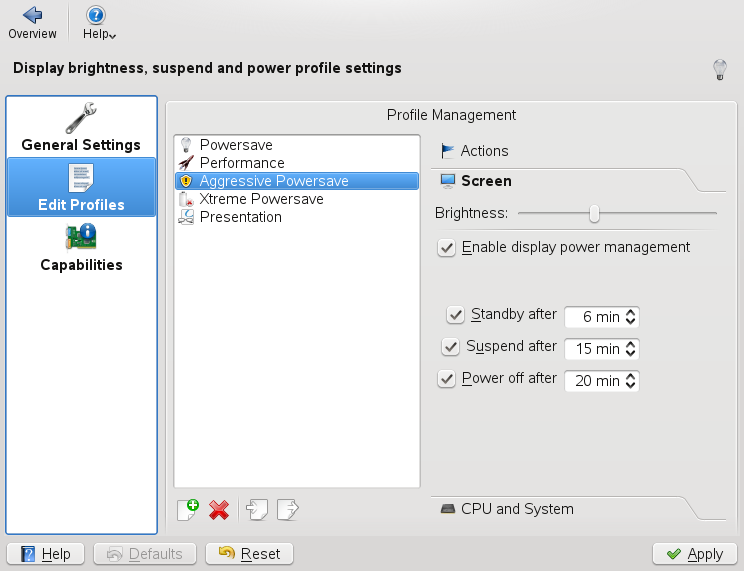 Overview
Help
Display brightness, suspend and power profile settings
General Settings
Edit Profiles
Capabilities
Profile Management
Powersave
Performance
Aggressive Powersave
Xtreme Powersave
Presentation
Actions
Screen
Brightness:
Enable display power management
Standby after 6 min
Suspend after 15 min
Power off after 20 min
CPU and System
Help
Defaults
Reset
Apply